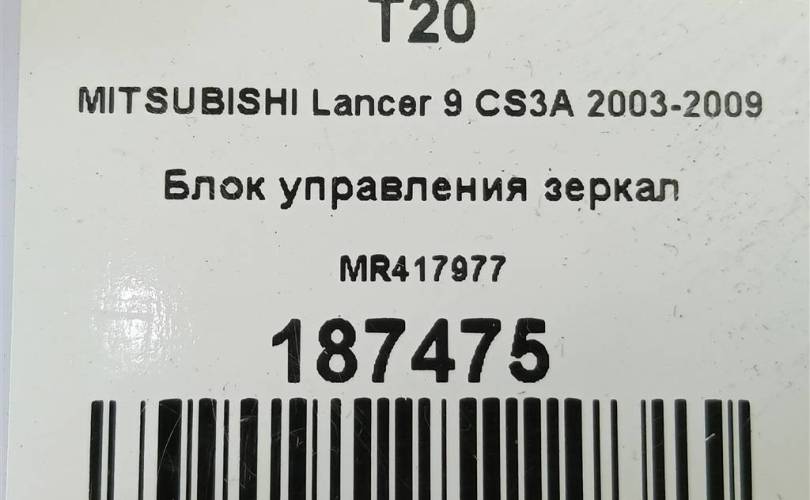 T20
MITSUBISHI Lancer 9 CS3A 2003-2009
Блок управления зеркал
MR417977
187475